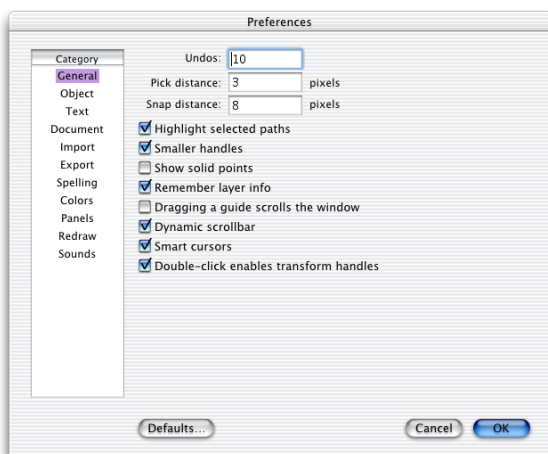 Preferences
Category
General
Object
Text
Document
Import
Export
Spelling
Colors
Panels
Redraw
Sounds
Undos: 10
Pick distance: 3 pixels
Snap distance: 8 pixels
Highlight selected paths
Smaller handles
Show solid points
Remember layer info
Dragging a guide scrolls the window
Dynamic scrollbar
Smart cursors
Double-click enables transform handles
Defaults... Cancel OK